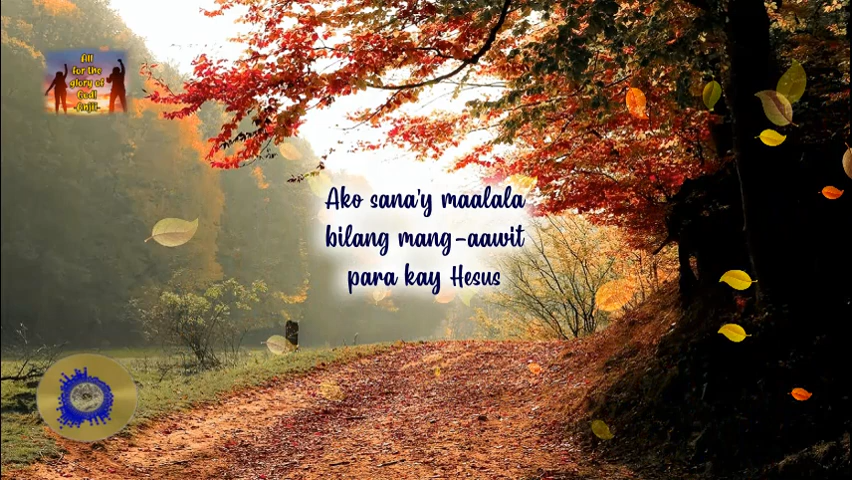 All
for the
glory of
God!
Ako sana'y maalala
bilang mang-aawit
para kay Hesus